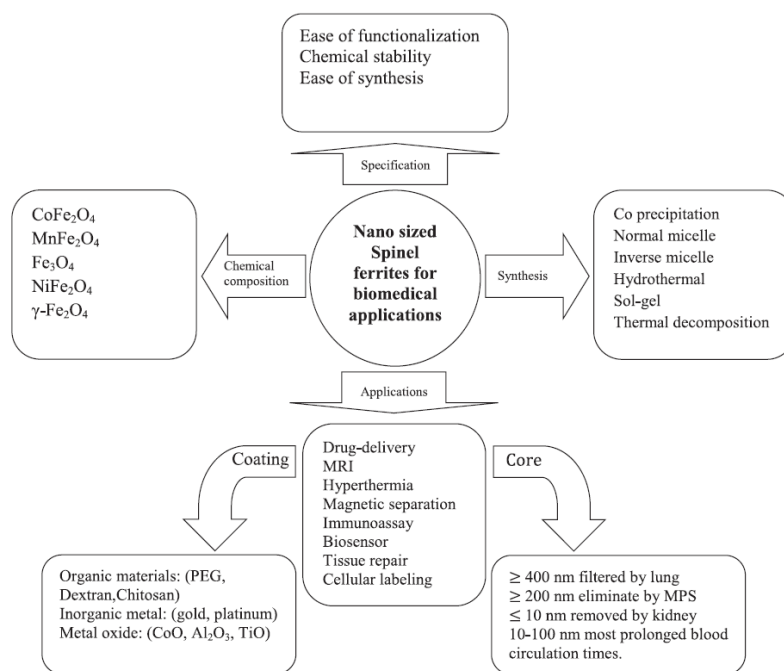 Ease of functionalization
Chemical stability
Ease of synthesis
Specification
CoFe₂O₄
MnFe₂O₄
Fe₃O₄
NiFe₂O₄
γ-Fe₂O₄
Chemical
composition
Nano sized
Spinel
ferrites for
biomedical
applications
Synthesis
Co precipitation
Normal micelle
Inverse micelle
Hydrothermal
Sol-gel
Thermal decomposition
Applications
Coating
Drug-delivery
MRI
Hyperthermia
Magnetic separation
Immunoassay
Biosensor
Tissue repair
Cellular labeling
Core
Organic materials: (PEG,
Dextran,Chitosan)
Inorganic metal: (gold, platinum)
Metal oxide: (CoO, Al₂O₃, TiO)
≥ 400 nm filtered by lung
≥ 200 nm eliminate by MPS
≤ 10 nm removed by kidney
10-100 nm most prolonged blood
circulation times.